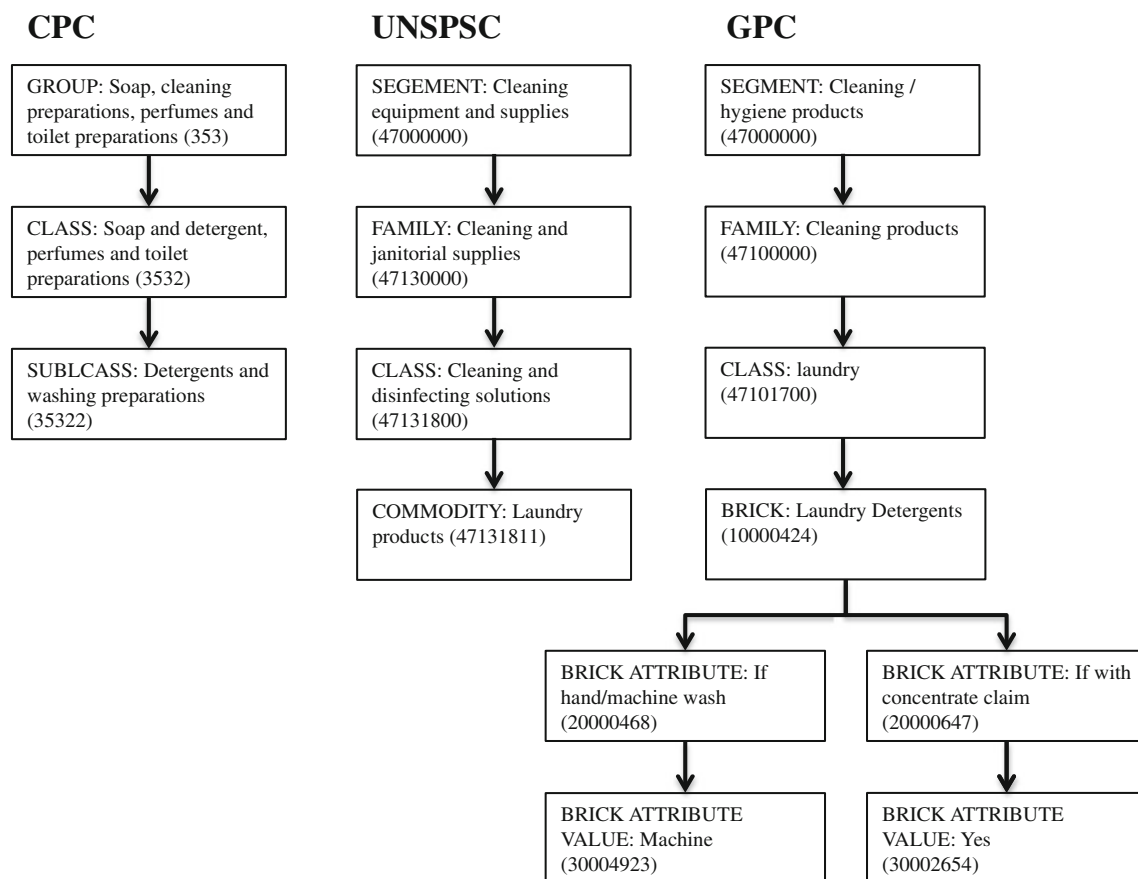 CPC
GROUP: Soap, cleaning
preparations, perfumes and
toilet preparations (353)
CLASS: Soap and detergent,
perfumes and toilet
preparations (3532)
SUBLCASS: Detergents and
washing preparations
(35322)
UNSPSC
SEGEMENT: Cleaning
equipment and supplies
(47000000)
FAMILY: Cleaning and
janitorial supplies
(47130000)
CLASS: Cleaning and
disinfecting solutions
(47131800)
COMMODITY: Laundry
products (47131811)
GPC
SEGMENT: Cleaning /
hygiene products
(47000000)
FAMILY: Cleaning products
(47100000)
CLASS: laundry
(47101700)
BRICK: Laundry Detergents
(10000424)
BRICK ATTRIBUTE: If
hand/machine wash
(20000468)
BRICK ATTRIBUTE
VALUE: Machine
(30004923)
BRICK ATTRIBUTE: If with
concentrate claim
(20000647)
BRICK ATTRIBUTE
VALUE: Yes
(30002654)